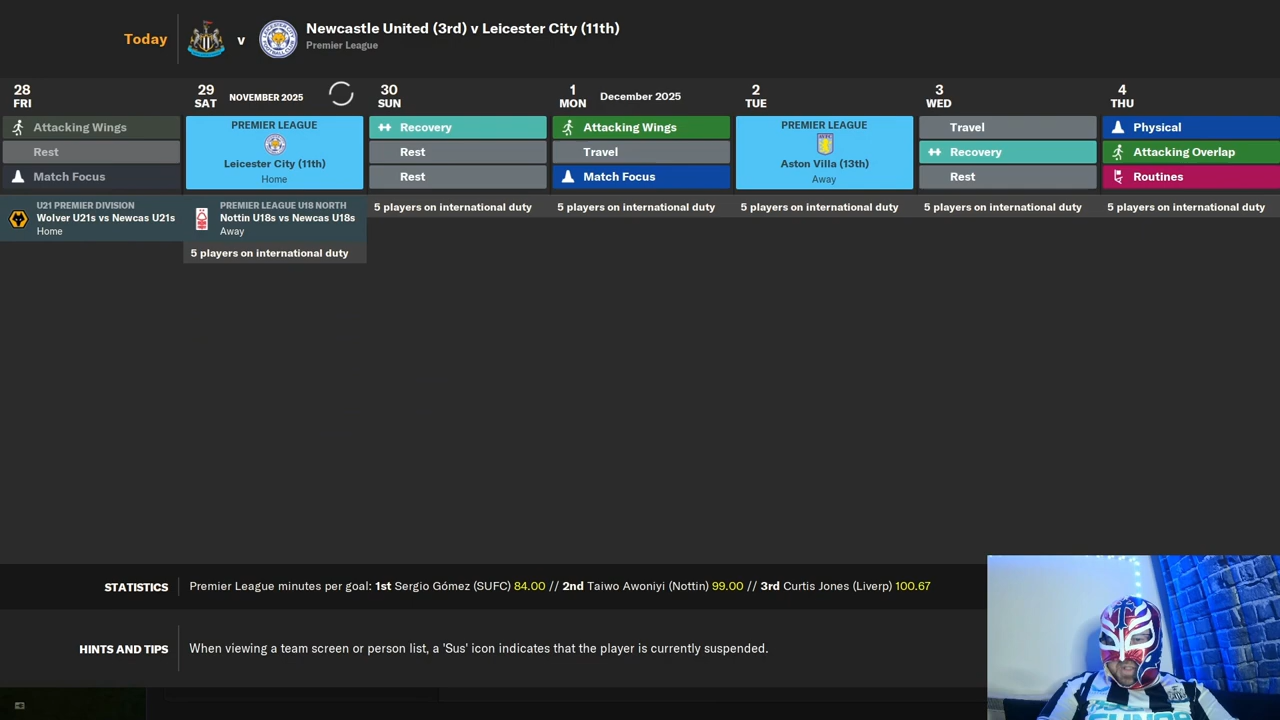 Today
v
Newcastle United (3rd) v Leicester City (11th)
Premier League
28
FRI
29
SAT
NOVEMBER 2025
30
SUN
1
MON
December 2025
2
TUE
3
WED
4
THU
Attacking Wings
Rest
Match Focus
PREMIER LEAGUE
Leicester City (11th)
Home
Recovery
Rest
Rest
Attacking Wings
Travel
Match Focus
PREMIER LEAGUE
Aston Villa (13th)
Away
Travel
Recovery
Rest
Physical
Attacking Overlap
Routines
U21 PREMIER DIVISION
Wolver U21s vs Newcas U21s
Home
PREMIER LEAGUE U18 NORTH
Nottin U18s vs Newcas U18s
Away
5 players on international duty
5 players on international duty
5 players on international duty
5 players on international duty
5 players on international duty
5 players on international duty
STATISTICS
Premier League minutes per goal: 1st Sergio Gómez (SUFC) 84.00 // 2nd Taiwo Awoniyi (Nottin) 99.00 // 3rd Curtis Jones (Liverp) 100.67
HINTS AND TIPS
When viewing a team screen or person list, a 'Sus' icon indicates that the player is currently suspended.